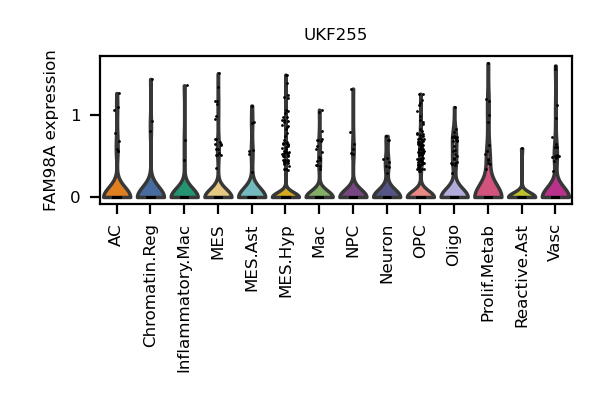 UKF255
FAM98A expression
1
0
AC
Chromatin.Reg
Inflammatory.Mac
MES
MES.Ast
MES.Hyp
Mac
NPC
Neuron
OPC
Oligo
Prolif.Metab
Reactive.Ast
Vasc